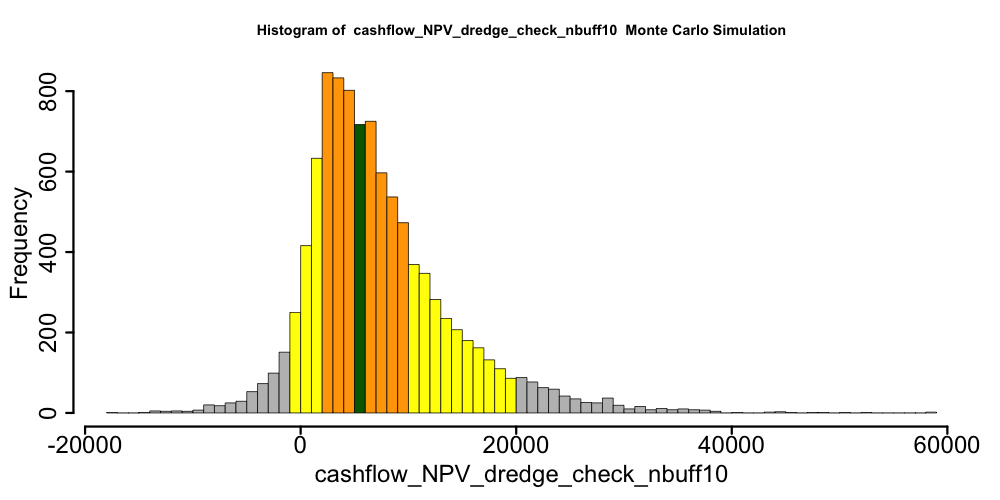 Histogram of  cashflow_NPV_dredge_check_nbuff10  Monte Carlo Simulation
Frequency
800
600
400
200
0
-20000 0 20000 40000 60000
cashflow_NPV_dredge_check_nbuff10